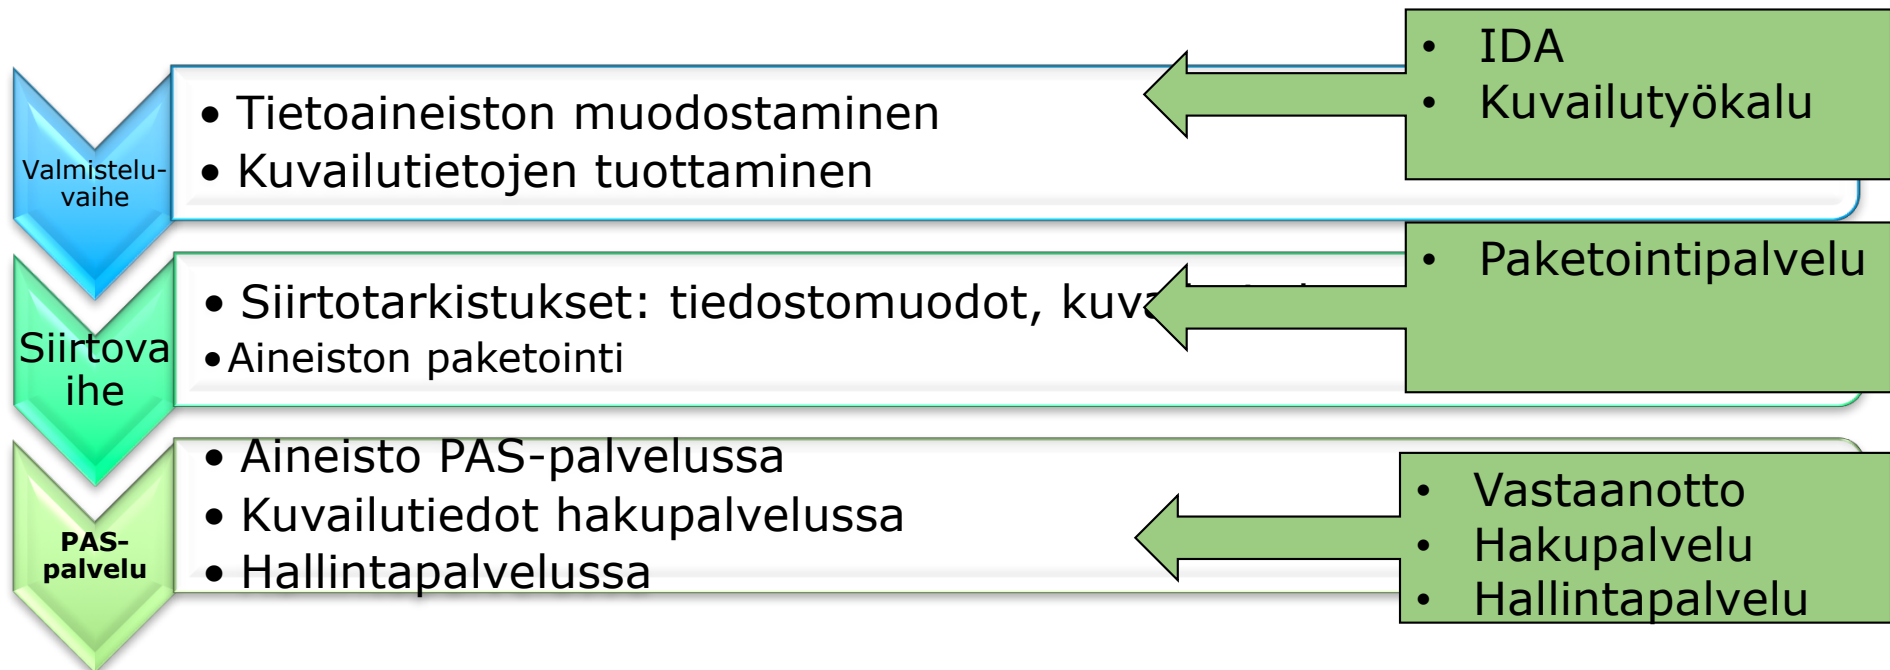 Valmistelu-
vaihe
• Tietoaineiston muodostaminen
• Kuvailutietojen tuottaminen
• IDA
• Kuvailutyökalu
Siirtova
ihe
• Siirtotarkistukset: tiedostomuodot,
• Aineiston paketointi
• Paketointipalvelu
PAS-
palvelu
• Aineisto PAS-palvelussa
• Kuvailutiedot hakupalvelussa
• Hallintapalvelussa
• Vastaanotto
• Hakupalvelu
• Hallintapalvelu